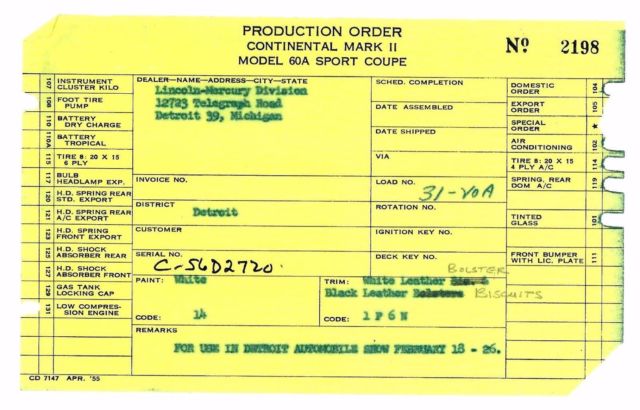 PRODUCTION ORDER
CONTINENTAL MARK II
MODEL 60A SPORT COUPE
Nº 2198
107 INSTRUMENT CLUSTER KILO
108 FOOT TIRE PUMP
110 BATTERY DRY CHARGE
110A BATTERY TROPICAL
115 TIRE 8: 20 X 15 6 PLY
117 BULB HEADLAMP EXP.
120 H.D. SPRING REAR STD. EXPORT
121 H.D. SPRING REAR A/C EXPORT
123 H.D. SPRING FRONT EXPORT
125 H.D. SHOCK ABSORBER REAR
127 H.D. SHOCK ABSORBER FRONT
129 GAS TANK LOCKING CAP
131 LOW COMPRESSION ENGINE
DEALER—NAME—ADDRESS—CITY—STATE
Lincoln-Mercury Division
12723 Telegraph Road
Detroit 39, Michigan
INVOICE NO.
DISTRICT
Detroit
CUSTOMER
SERIAL NO.
C-56D2720
PAINT: White
CODE: 14
SCHED. COMPLETION
DATE ASSEMBLED
DATE SHIPPED
VIA
LOAD NO.
31-VOA
ROTATION NO.
IGNITION KEY NO.
DECK KEY NO.
BOLSTER
TRIM: White Leather Bis. &
Black Leather Bolsters BISCUITS
CODE: 1P6N
DOMESTIC ORDER 104
EXPORT ORDER 105
SPECIAL ORDER ★
AIR CONDITIONING 102
TIRE 8: 20 X 15 4 PLY A/C 114
SPRING. REAR DOM A/C 119
TINTED GLASS 101
FRONT BUMPER WITH LIC. PLATE 111
REMARKS
FOR USE IN DETROIT AUTOMOBILE SHOW FEBRUARY 18 - 26.
CD 7147 APR. '55